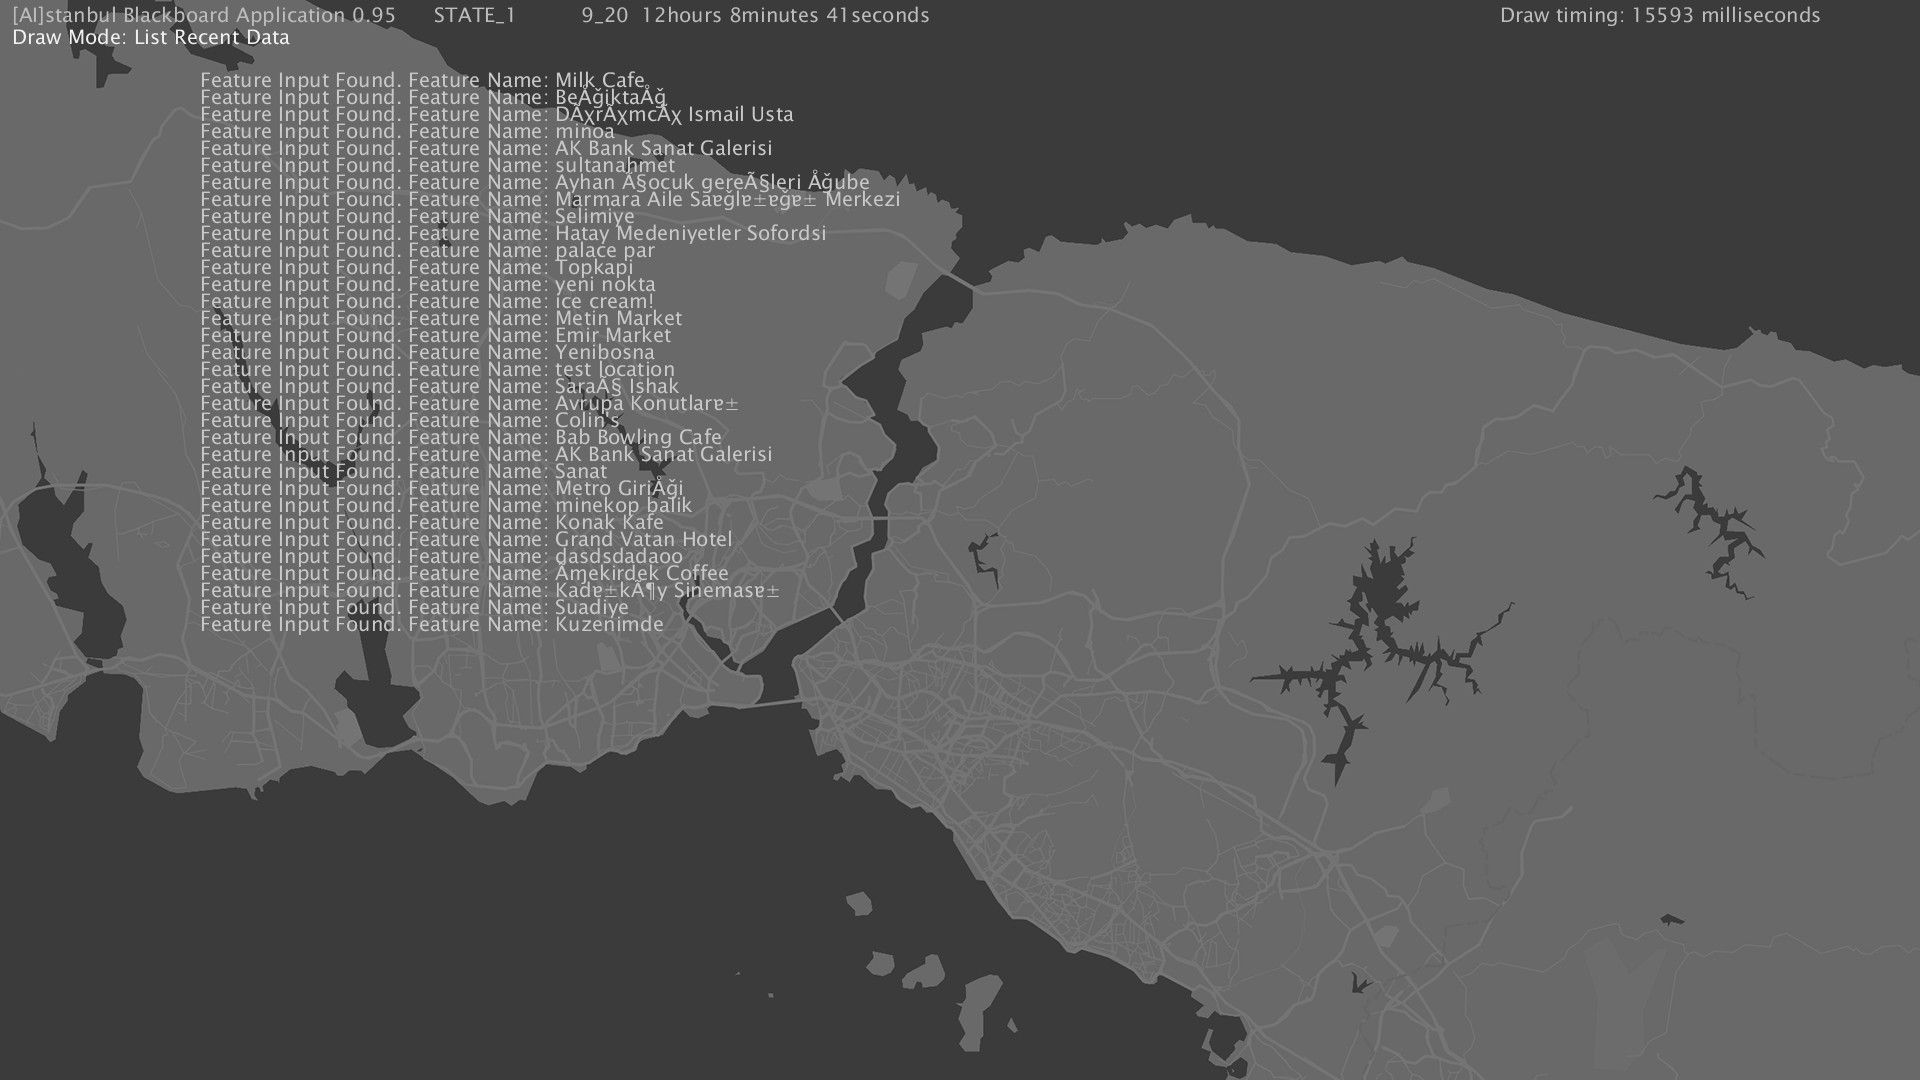 [AI]stanbul Blackboard Application 0.95 STATE_1 9_20 12hours 8minutes 41seconds Draw timing: 15593 milliseconds
Draw Mode: List Recent Data
Feature Input Found. Feature Name: Milk Cafe
Feature Input Found. Feature Name: BeÅğiktaÅğ
Feature Input Found. Feature Name: DÃχrÃχmcÃχ Ismail Usta
Feature Input Found. Feature Name: minoa
Feature Input Found. Feature Name: AK Bank Sanat Galerisi
Feature Input Found. Feature Name: sultanahmet
Feature Input Found. Feature Name: Ayhan Ã§ocuk gereÃ§leri Åğube
Feature Input Found. Feature Name: Marmara Aile Saɐğlɐ±ɐğɐ± Merkezi
Feature Input Found. Feature Name: Selimiye
Feature Input Found. Feature Name: Hatay Medeniyetler Sofordsi
Feature Input Found. Feature Name: palace par
Feature Input Found. Feature Name: Topkapi
Feature Input Found. Feature Name: yeni nokta
Feature Input Found. Feature Name: ice cream!
Feature Input Found. Feature Name: Metin Market
Feature Input Found. Feature Name: Emir Market
Feature Input Found. Feature Name: Yenibosna
Feature Input Found. Feature Name: test location
Feature Input Found. Feature Name: SaraÃ§ Ishak
Feature Input Found. Feature Name: Avrupa Konutlarɐ±
Feature Input Found. Feature Name: Colin's
Feature Input Found. Feature Name: Bab Bowling Cafe
Feature Input Found. Feature Name: AK Bank Sanat Galerisi
Feature Input Found. Feature Name: Sanat
Feature Input Found. Feature Name: Metro GiriÅği
Feature Input Found. Feature Name: minekop balik
Feature Input Found. Feature Name: Konak Kafe
Feature Input Found. Feature Name: Grand Vatan Hotel
Feature Input Found. Feature Name: dasdsdadaoo
Feature Input Found. Feature Name: Ãɱekirdek Coffee
Feature Input Found. Feature Name: Kadɐ±kÃ¶y Sinemasɐ±
Feature Input Found. Feature Name: Suadiye
Feature Input Found. Feature Name: Kuzenimde